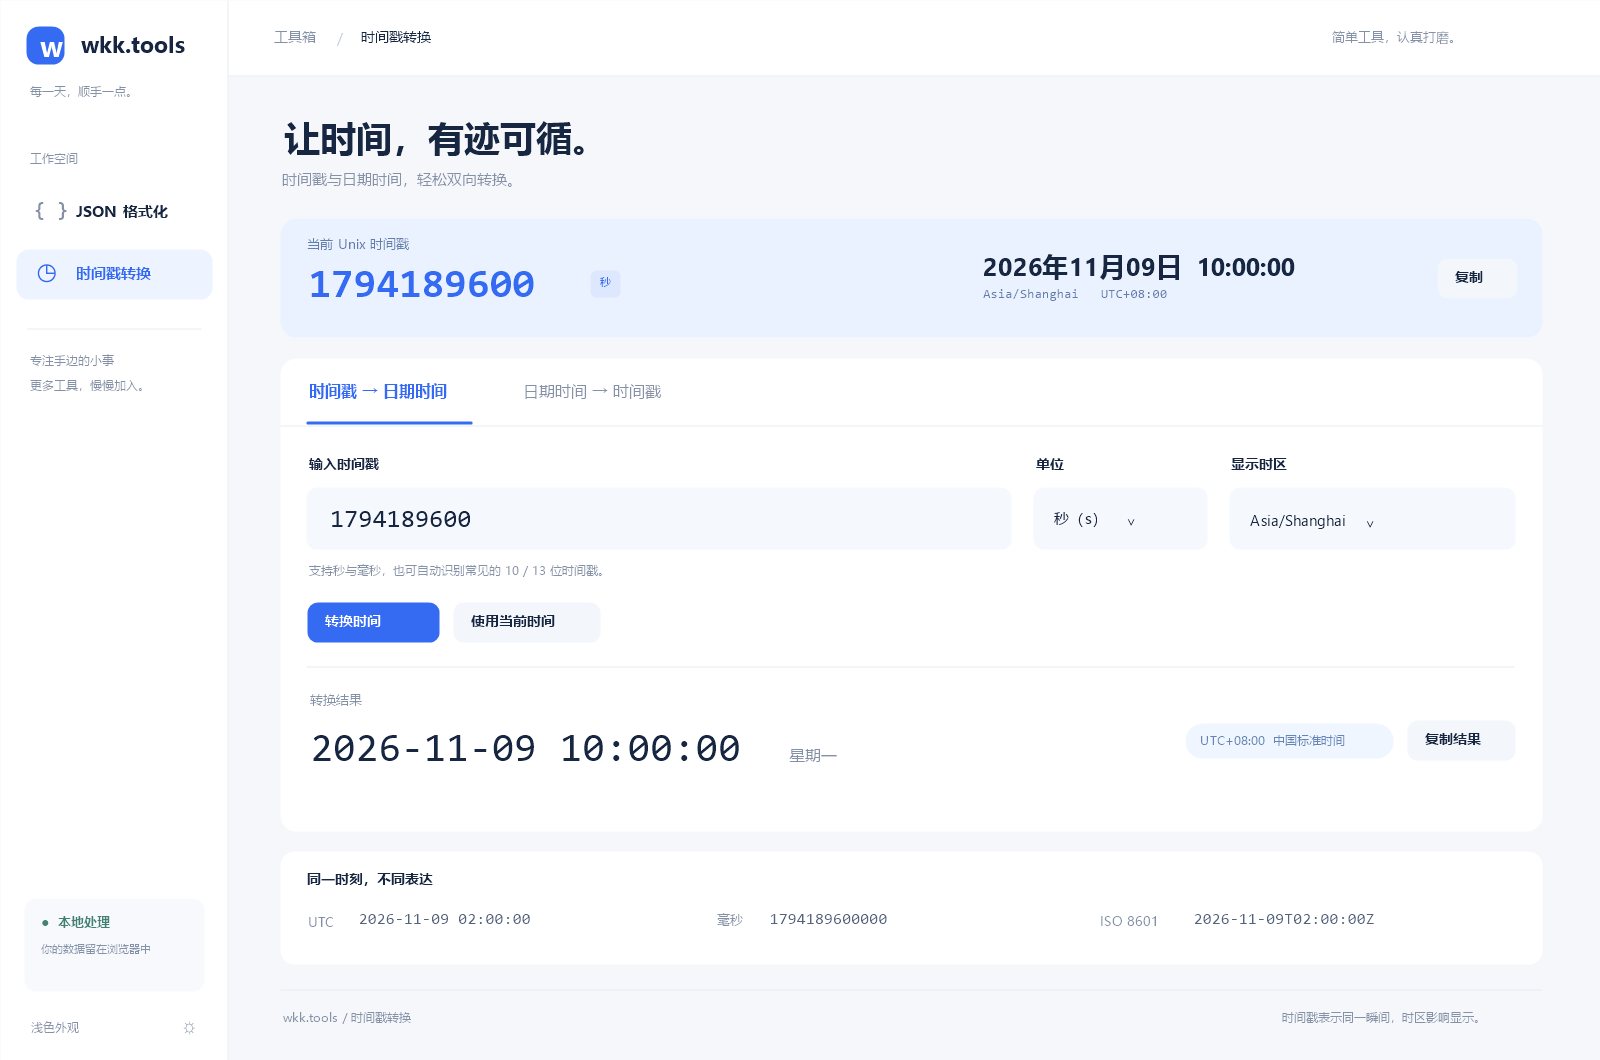 w wkk.tools
每一天，顺手一点。
工作空间
{ } JSON 格式化
时间戳转换
专注手边的小事
更多工具，慢慢加入。
本地处理
你的数据留在浏览器中
浅色外观
工具箱 / 时间戳转换
简单工具，认真打磨。
让时间，有迹可循。
时间戳与日期时间，轻松双向转换。
当前 Unix 时间戳
1794189600 秒
2026年11月09日 10:00:00
Asia/Shanghai UTC+08:00
复制
时间戳 → 日期时间
日期时间 → 时间戳
输入时间戳
单位
显示时区
1794189600
秒 (s) v
Asia/Shanghai v
支持秒与毫秒，也可自动识别常见的 10 / 13 位时间戳。
转换时间
使用当前时间
转换结果
2026-11-09 10:00:00 星期一
UTC+08:00 中国标准时间
复制结果
同一时刻，不同表达
UTC 2026-11-09 02:00:00
毫秒 1794189600000
ISO 8601 2026-11-09T02:00:00Z
wkk.tools / 时间戳转换
时间戳表示同一瞬间，时区影响显示。